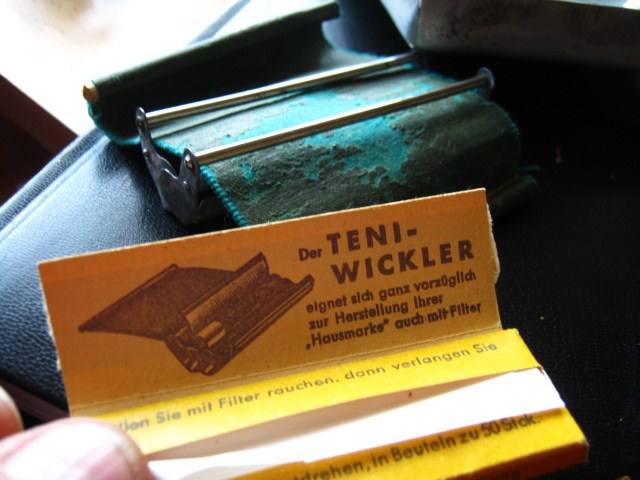 Der TENI-
WICKLER
eignet sich ganz vorzüglich
zur Herstellung Ihrer
„Hausmarke" auch mit Filter
Sie mit Filter rauchen, dann verlangen Sie
in Beuteln zu 50 Stck.